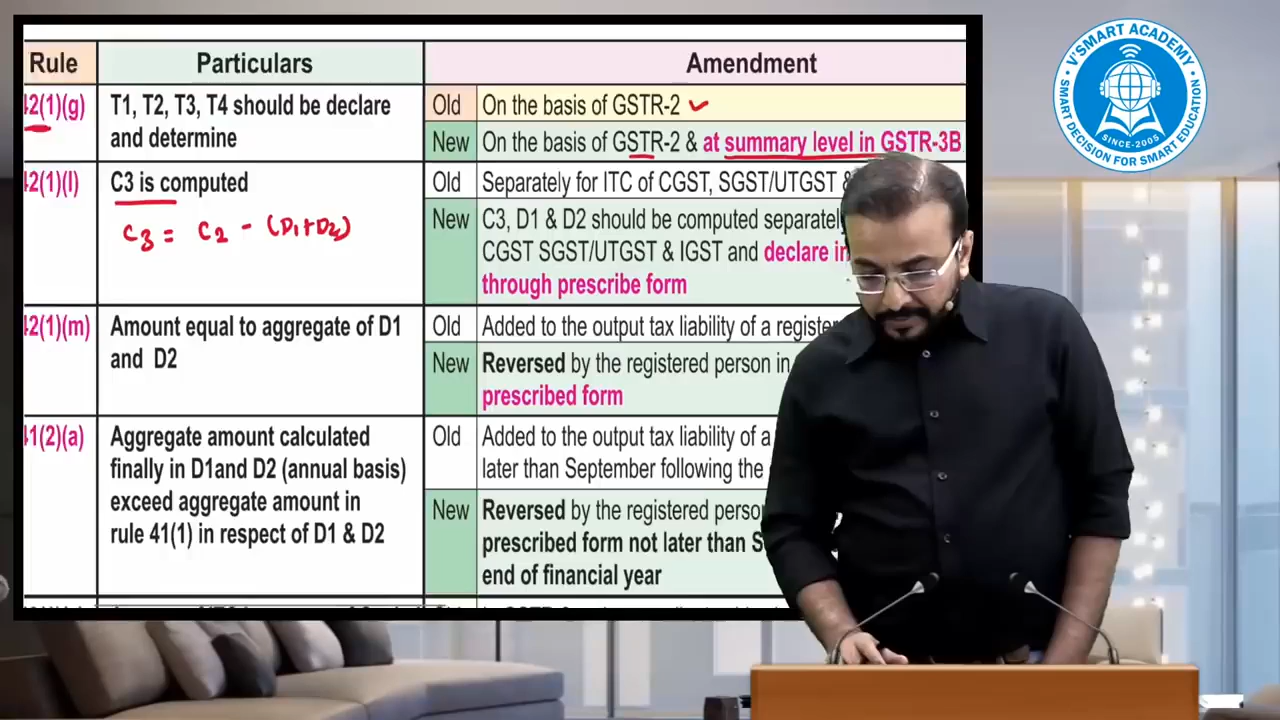 Rule Particulars Amendment
42(1)(g) T1, T2, T3, T4 should be declare
and determine
Old On the basis of GSTR-2
New On the basis of GSTR-2 & at summary level in GSTR-3B
42(1)(l) C3 is computed
C3 = C2 - (D1+D2)
Old Separately for ITC of CGST, SGST/UTGST &
New C3, D1 & D2 should be computed separately
CGST SGST/UTGST & IGST and declare in
through prescribe form
42(1)(m) Amount equal to aggregate of D1
and D2
Old Added to the output tax liability of a registe
New Reversed by the registered person in
prescribed form
41(2)(a) Aggregate amount calculated
finally in D1and D2 (annual basis)
exceed aggregate amount in
rule 41(1) in respect of D1 & D2
Old Added to the output tax liability of a
later than September following the
New Reversed by the registered perso
prescribed form not later than S
end of financial year
V'SMART ACADEMY
SINCE-2005
SMART DECISION FOR SMART EDUCATION